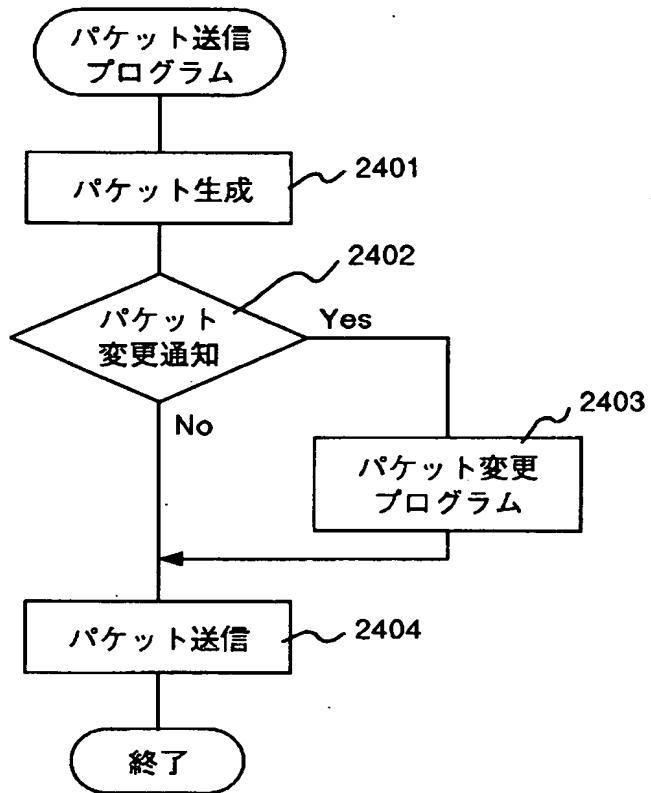 パケット送信
プログラム
パケット生成
2401
2402
パケット
変更通知
Yes
No
2403
パケット変更
プログラム
パケット送信
2404
終了